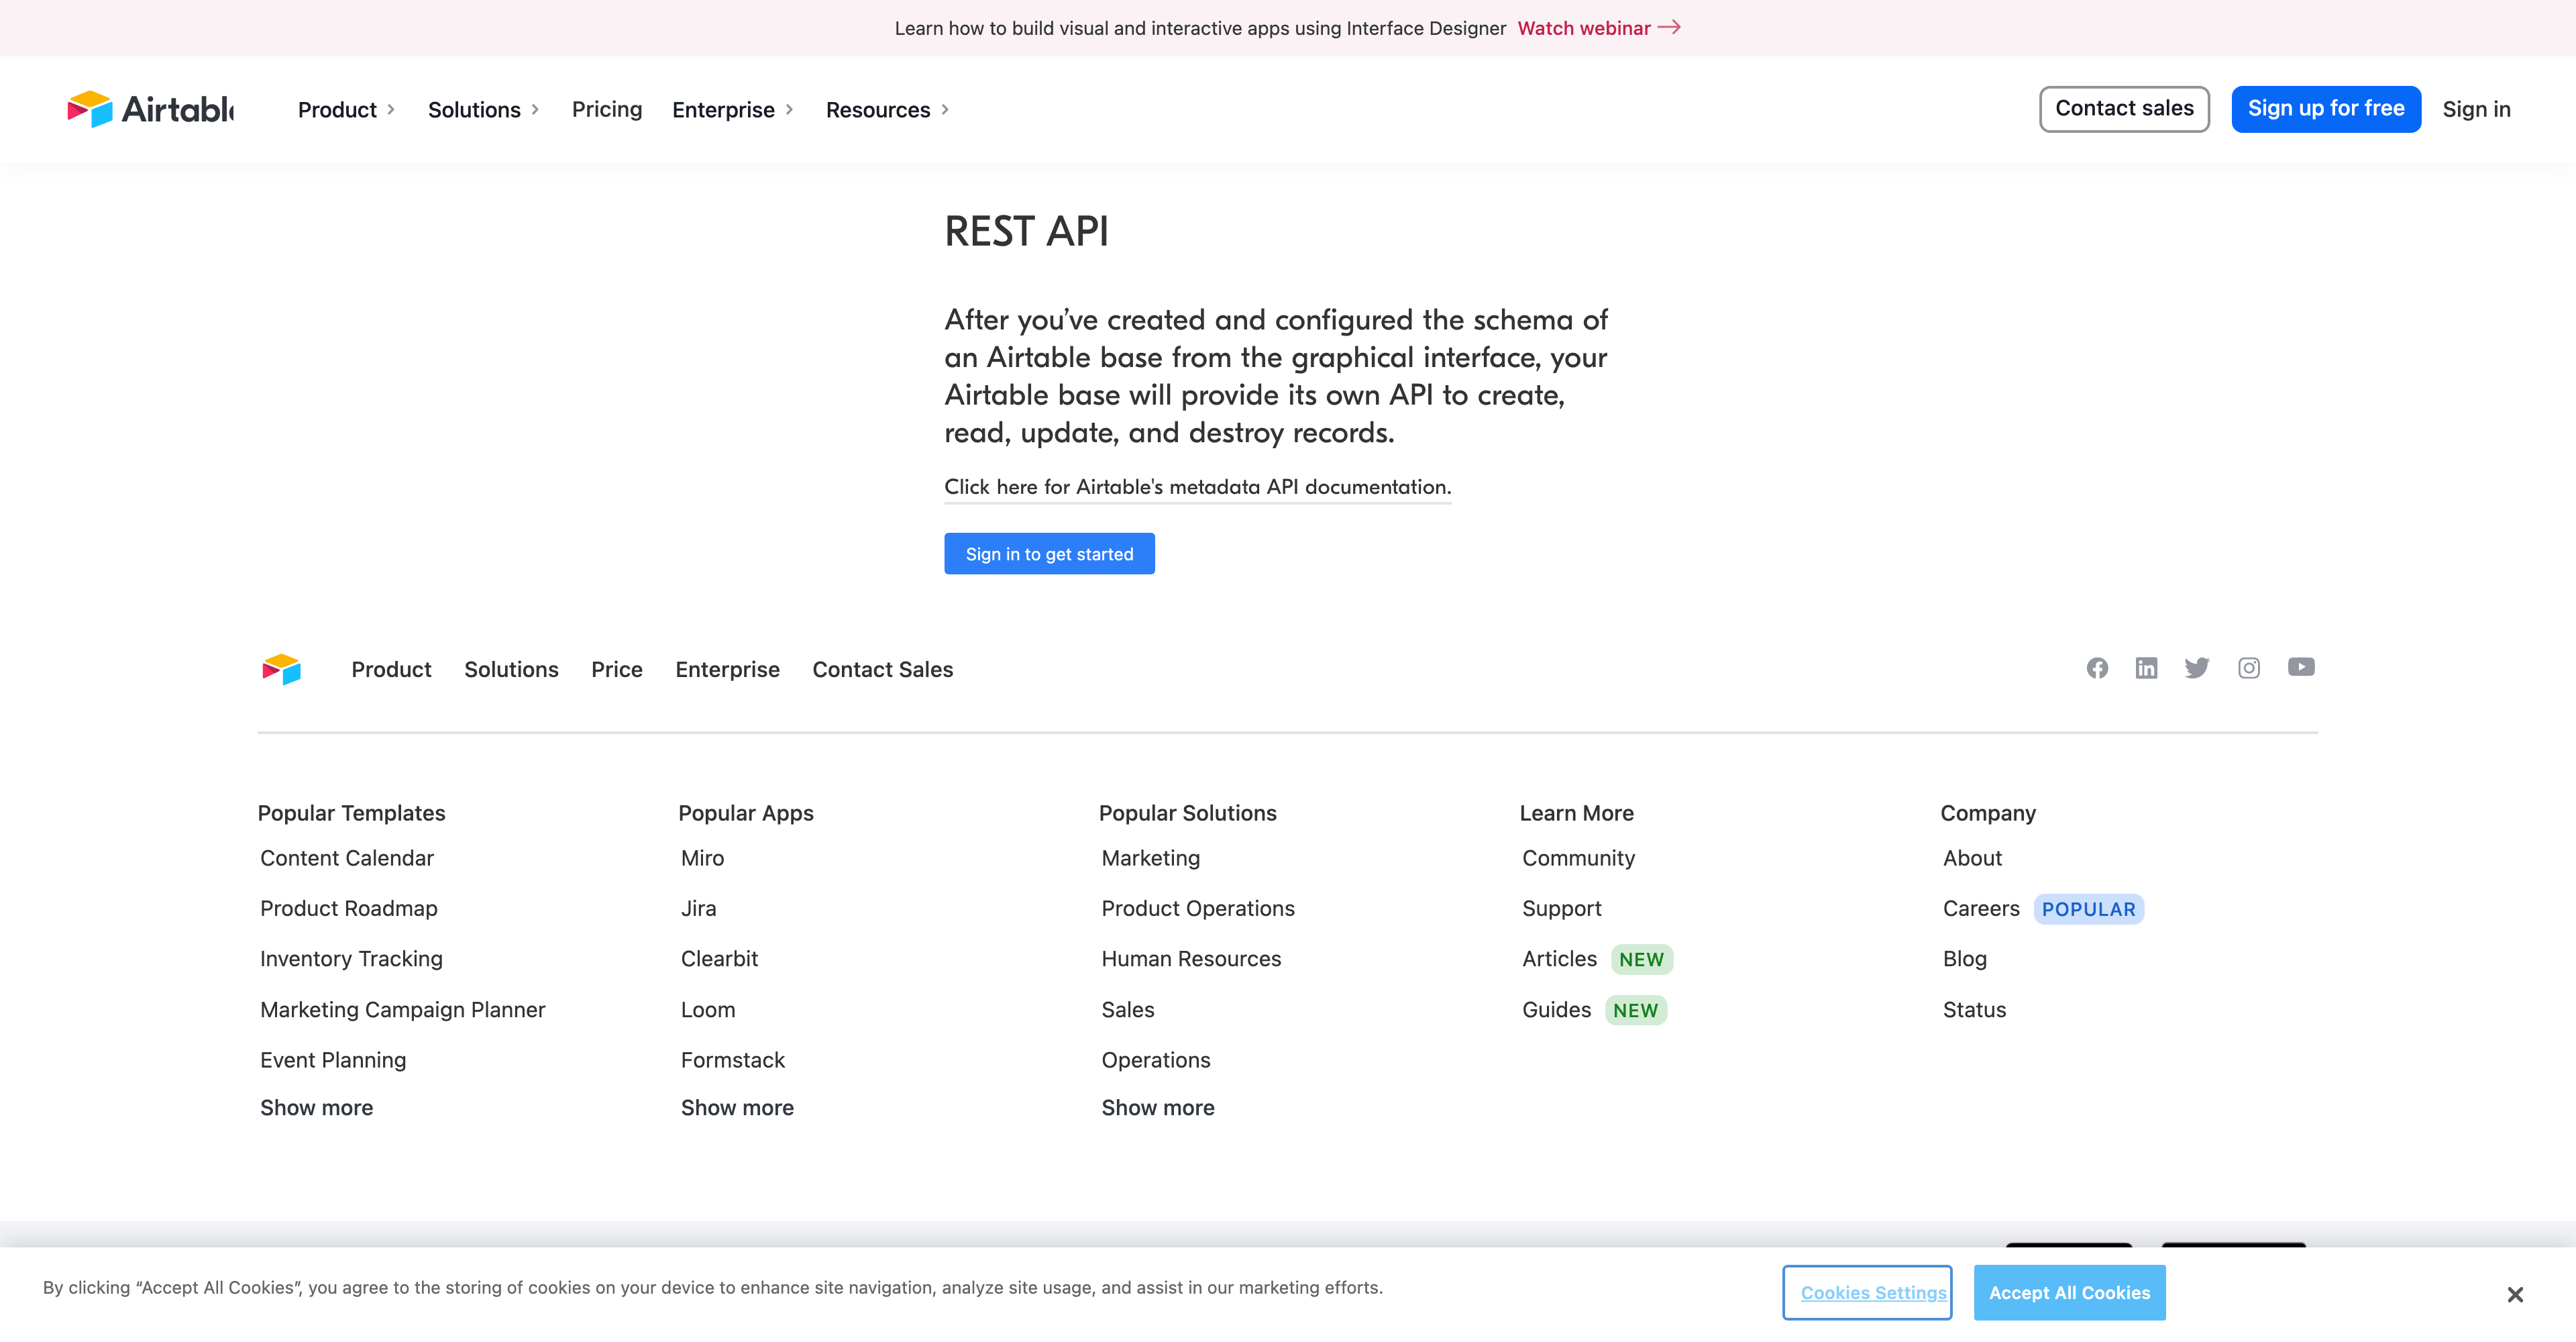 Learn how to build visual and interactive apps using Interface Designer Watch webinar
Airtabl
Product Solutions Pricing Enterprise Resources Contact sales Sign up for free Sign in
REST API
After you’ve created and configured the schema of
an Airtable base from the graphical interface, your
Airtable base will provide its own API to create,
read, update, and destroy records.
Click here for Airtable's metadata API documentation.
Sign in to get started
Product Solutions Price Enterprise Contact Sales
Popular Templates
Content Calendar
Product Roadmap
Inventory Tracking
Marketing Campaign Planner
Event Planning
Show more
Popular Apps
Miro
Jira
Clearbit
Loom
Formstack
Show more
Popular Solutions
Marketing
Product Operations
Human Resources
Sales
Operations
Show more
Learn More
Community
Support
Articles NEW
Guides NEW
Company
About
Careers POPULAR
Blog
Status
By clicking “Accept All Cookies”, you agree to the storing of cookies on your device to enhance site navigation, analyze site usage, and assist in our marketing efforts.
Cookies Settings
Accept All Cookies